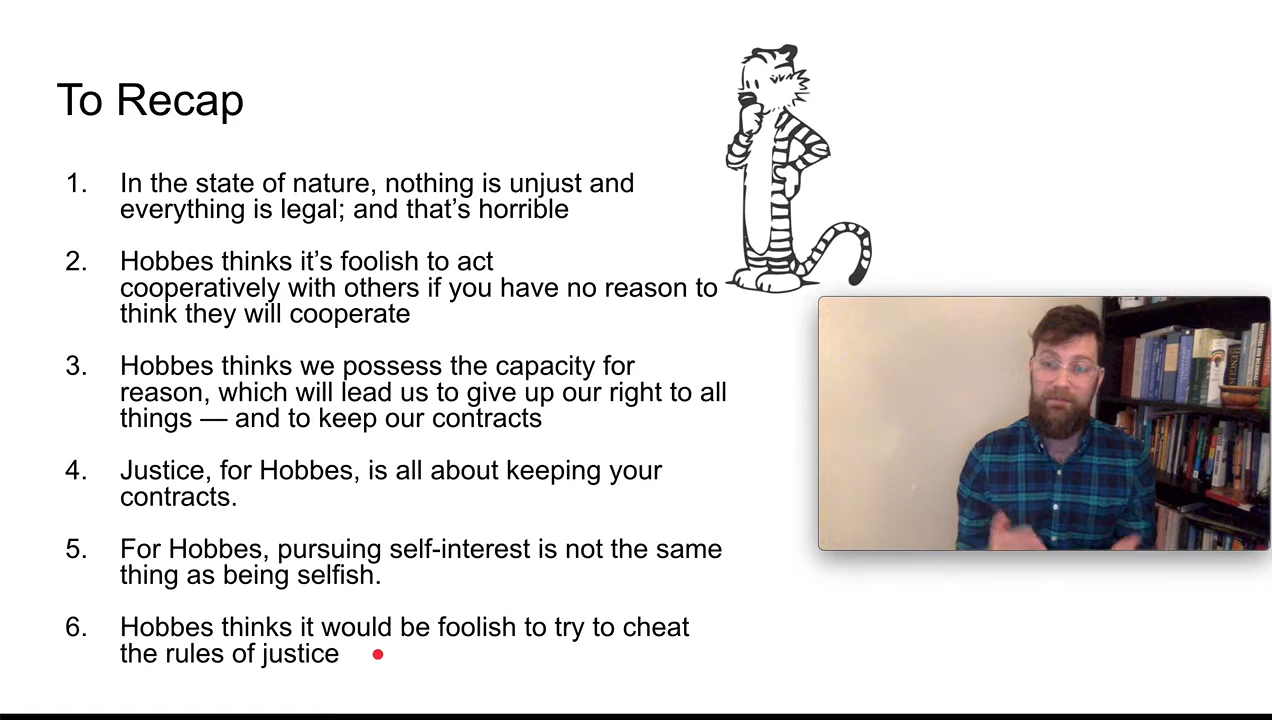 To Recap
1. In the state of nature, nothing is unjust and
everything is legal; and that’s horrible
2. Hobbes thinks it’s foolish to act
cooperatively with others if you have no reason to
think they will cooperate
3. Hobbes thinks we possess the capacity for
reason, which will lead us to give up our right to all
things — and to keep our contracts
4. Justice, for Hobbes, is all about keeping your
contracts.
5. For Hobbes, pursuing self-interest is not the same
thing as being selfish.
6. Hobbes thinks it would be foolish to try to cheat
the rules of justice